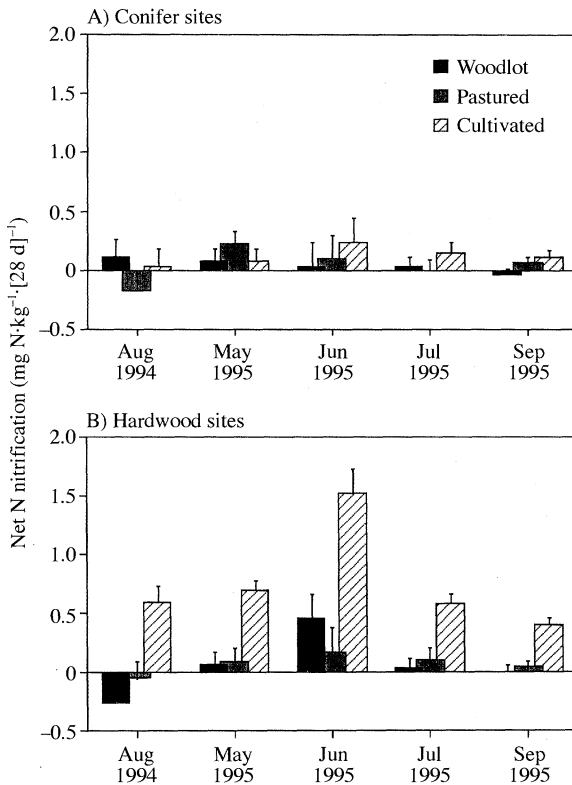 A) Conifer sites
2.0
Woodlot
Pastured
1.5
Cultivated
1.0
0.5
0
−0.5
Aug May Jun Jul Sep
1994 1995 1995 1995 1995
Net N nitrification (mg N·kg⁻¹·[28 d]⁻¹)
B) Hardwood sites
2.0
1.5
1.0
0.5
0
−0.5
Aug May Jun Jul Sep
1994 1995 1995 1995 1995